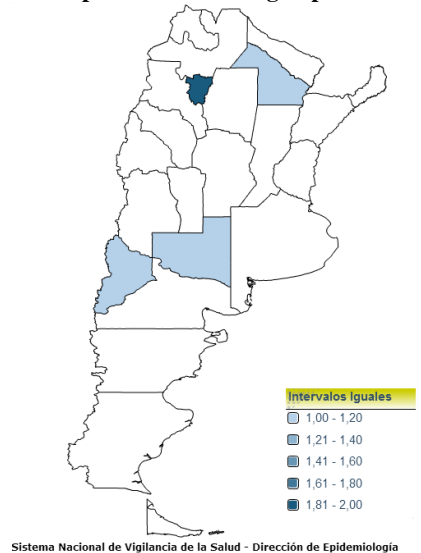 Intervalos Iguales
1,00 - 1,20
1,21 - 1,40
1,41 - 1,60
1,61 - 1,80
1,81 - 2,00
Sistema Nacional de Vigilancia de la Salud - Dirección de Epidemiología